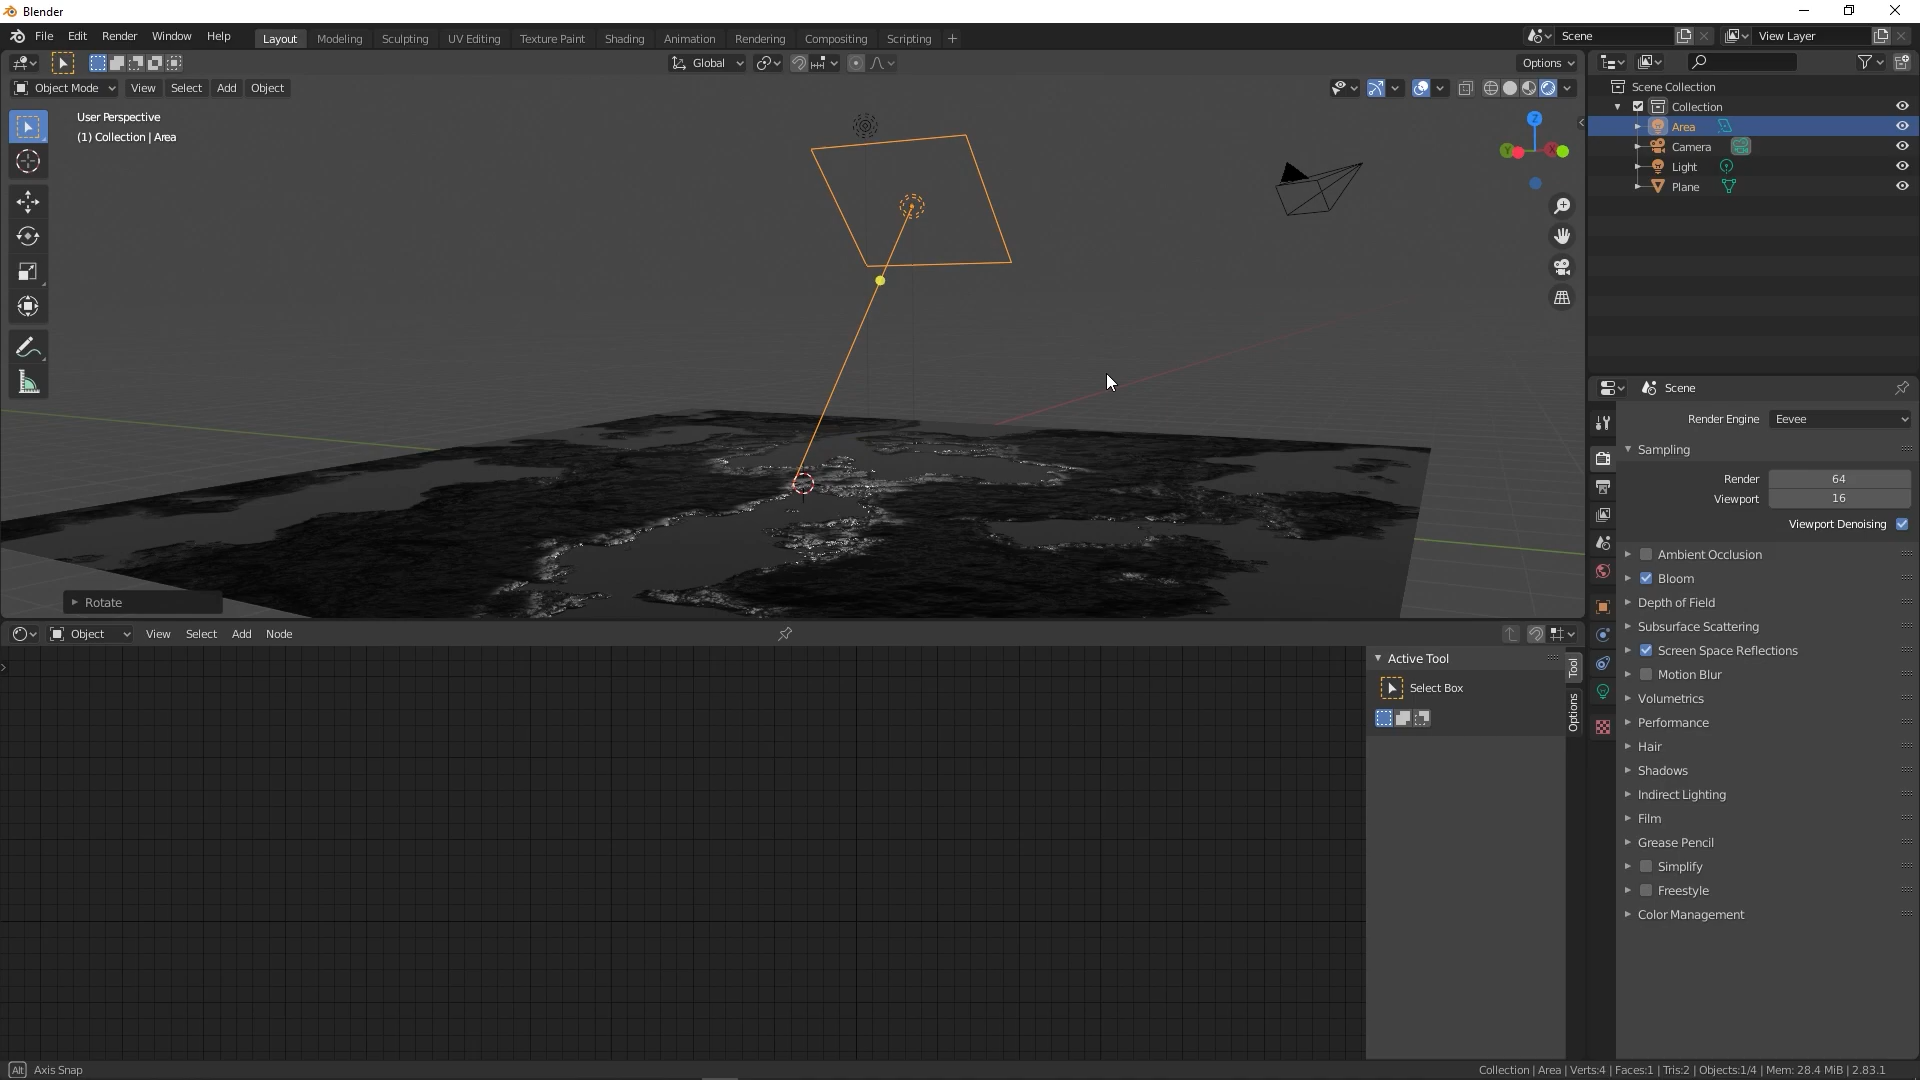 Blender
File Edit Render Window Help Layout Modeling Sculpting UV Editing Texture Paint Shading Animation Rendering Compositing Scripting + Scene View Layer
Global Options
Object Mode View Select Add Object
User Perspective
(1) Collection | Area
Z
Y
X
Rotate
Scene Collection
Collection
Area
Camera
Light
Plane
Scene
Render Engine Eevee
Sampling
Render 64
Viewport 16
Viewport Denoising
Ambient Occlusion
Bloom
Depth of Field
Subsurface Scattering
Screen Space Reflections
Motion Blur
Volumetrics
Performance
Hair
Shadows
Indirect Lighting
Film
Grease Pencil
Simplify
Freestyle
Color Management
Object View Select Add Node
Active Tool
Select Box
Tool
Options
Alt Axis Snap
Collection | Area | Verts:4 | Faces:1 | Tris:2 | Objects:1/4 | Mem: 28.4 MiB | 2.83.1